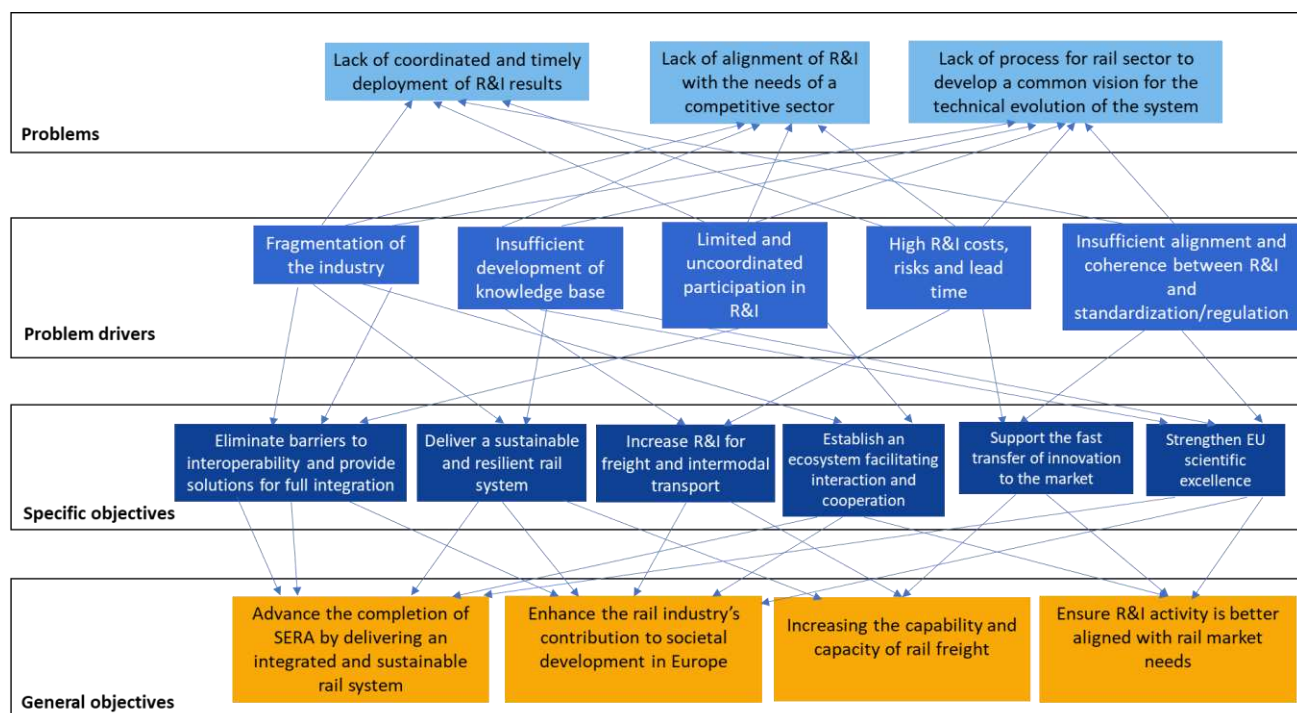 Lack of coordinated and timely
deployment of R&I results
Lack of alignment of R&I
with the needs of a
competitive sector
Lack of process for rail sector to
develop a common vision for the
technical evolution of the system
Problems
Fragmentation of
the industry
Insufficient
development of
knowledge base
Limited and
uncoordinated
participation in
R&I
High R&I costs,
risks and lead
time
Insufficient alignment and
coherence between R&I
and
standardization/regulation
Problem drivers
Eliminate barriers to
interoperability and provide
solutions for full integration
Deliver a sustainable
and resilient rail
system
Increase R&I for
freight and intermodal
transport
Establish an
ecosystem facilitating
interaction and
cooperation
Support the fast
transfer of innovation
to the market
Strengthen EU
scientific
excellence
Specific objectives
Advance the completion of
SERA by delivering an
integrated and sustainable
rail system
Enhance the rail industry’s
contribution to societal
development in Europe
Increasing the capability and
capacity of rail freight
Ensure R&I activity is better
aligned with rail market
needs
General objectives